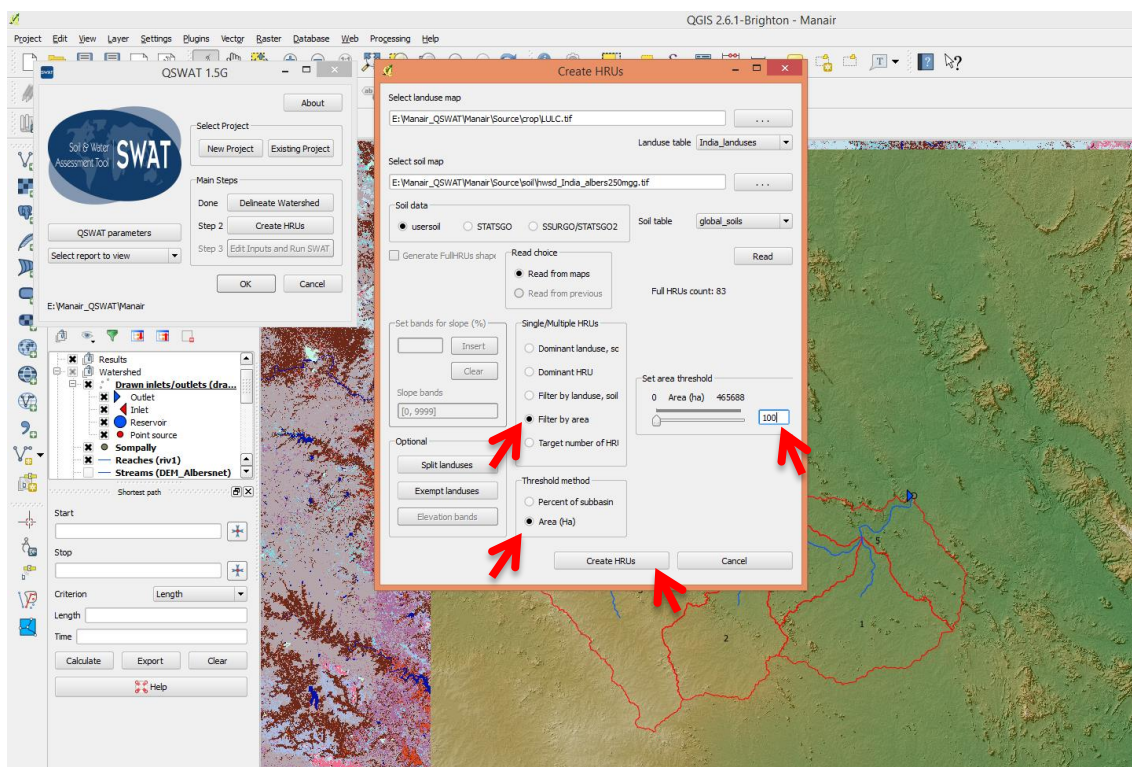 QGIS 2.6.1-Brighton - Manair
Project Edit View Layer Settings Plugins Vector Raster Database Web Processing Help
QSWAT 1.5G
About
Soil & Water
Assessment Tool
SWAT
Select Project
New Project Existing Project
Main Steps
Done Delineate Watershed
Step 2 Create HRUs
Step 3 Edit Inputs and Run SWAT
QSWAT parameters
Select report to view
OK Cancel
E:\Manair_QSWAT\Manair
Results
Watershed
Drawn inlets/outlets (dra...
Outlet
Inlet
Reservoir
Point source
Sompally
Reaches (riv1)
Streams (DEM_Albersnet)
Shortest path
Start
Stop
Criterion Length
Length
Time
Calculate Export Clear
Help
Create HRUs
Select landuse map
E:\Manair_QSWAT\Manair\Source\crop\LULC.tif
...
Landuse table India_landuses
Select soil map
E:\Manair_QSWAT\Manair\Source\soil\hwsd_India_albers250mgg.tif
...
Soil data
usersoil STATSGO SSURGO/STATSGO2
Soil table global_soils
Generate FullHRUs shape
Read choice
Read from maps
Read from previous
Read
Full HRUs count: 83
Set bands for slope (%)
Insert
Clear
Slope bands
[0, 9999]
Single/Multiple HRUs
Dominant landuse, sc
Dominant HRU
Filter by landuse, soil
Filter by area
Target number of HRI
Set area threshold
0 Area (ha) 465688
100
Optional
Split landuses
Exempt landuses
Elevation bands
Threshold method
Percent of subbasin
Area (Ha)
Create HRUs Cancel
5
1
2